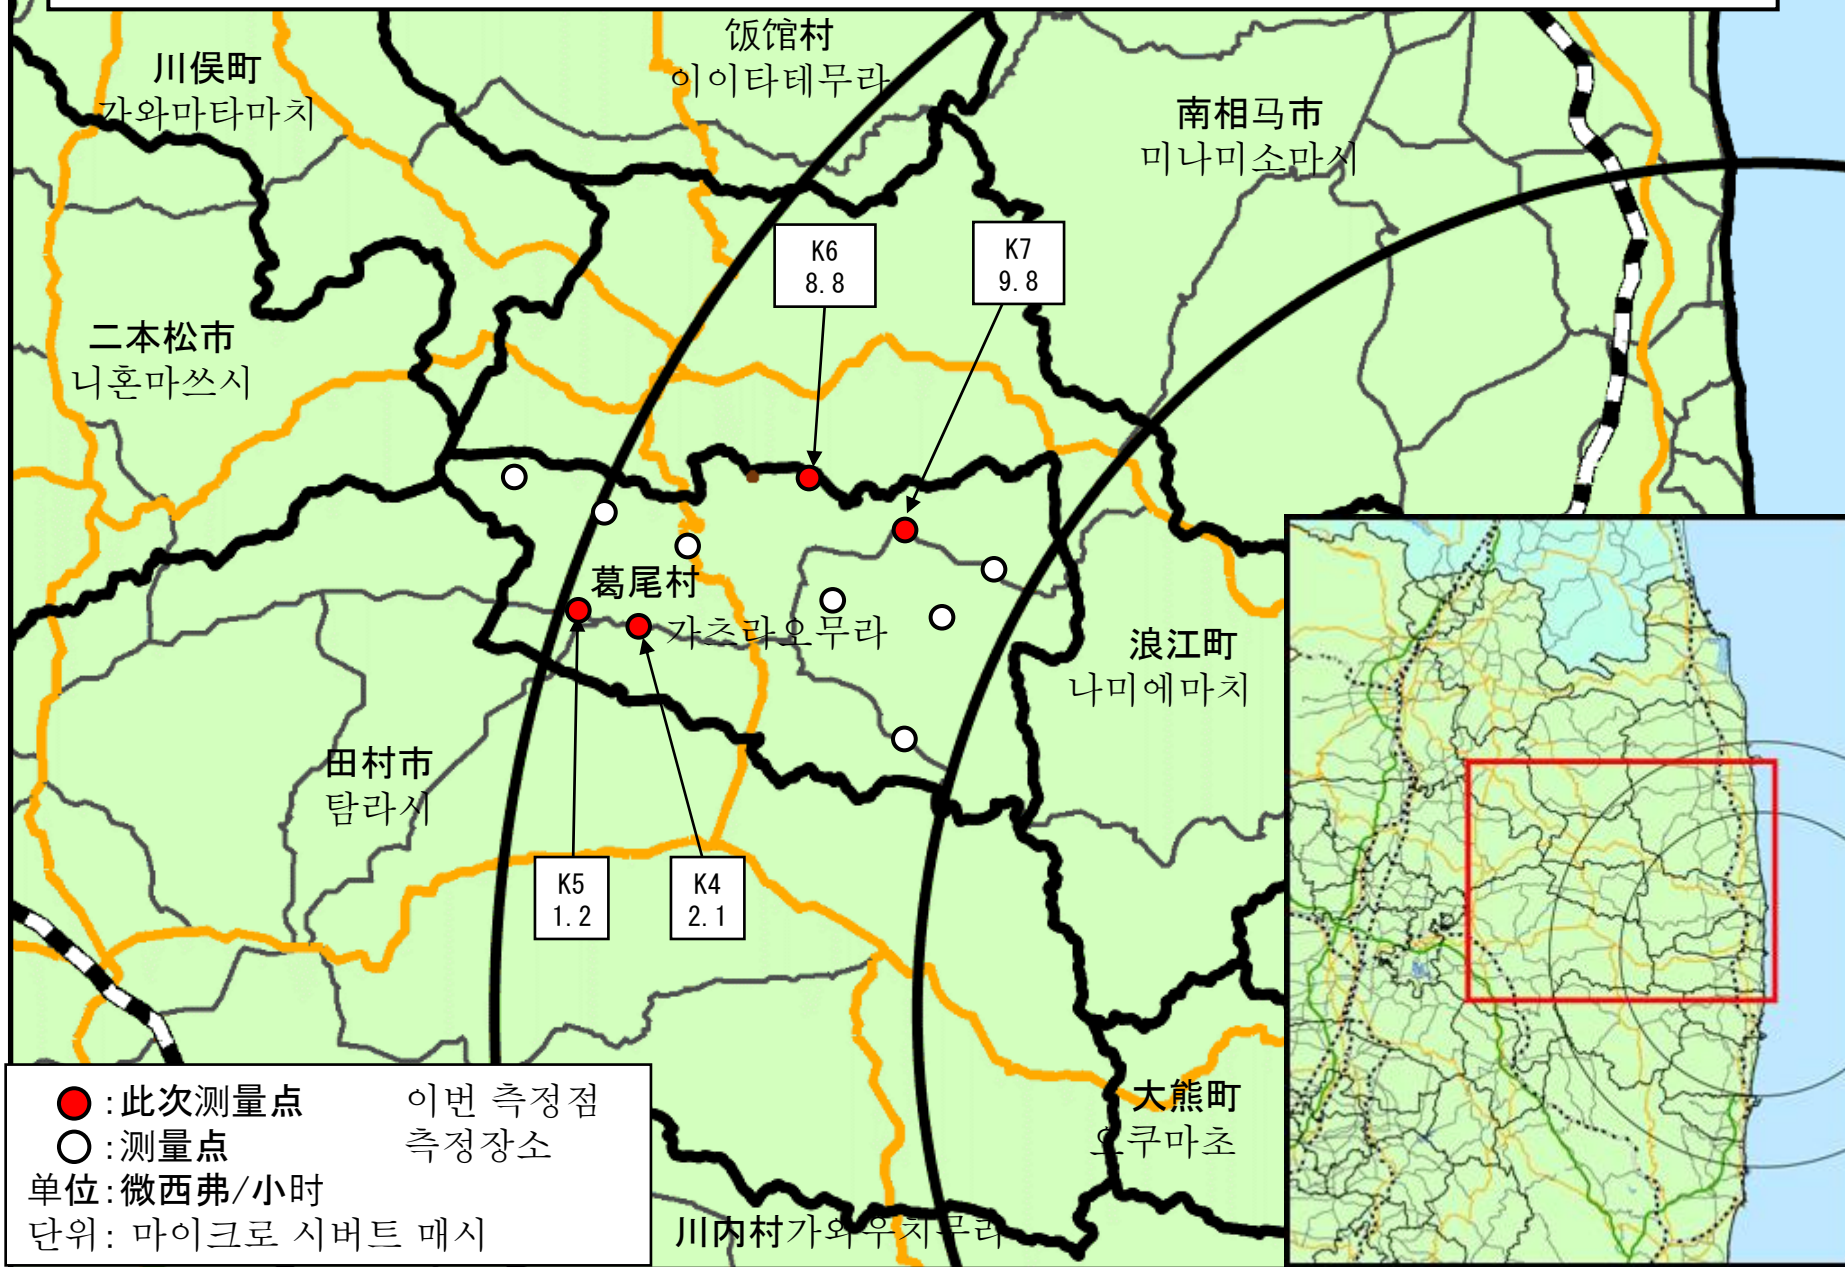 饭馆村
이이타테무라
川俣町
가와마타마치
南相马市
미나미소마시
K6
8.8
K7
9.8
二本松市
니혼마쓰시
葛尾村
가츠라오무라
浪江町
나미에마치
田村市
탐라시
K5
1.2
K4
2.1
大熊町
오쿠마초
川内村가와우치무라
●:此次测量点 이번 측정점
○:测量点 측정장소
单位:微西弗/小时
단위: 마이크로 시버트 매시